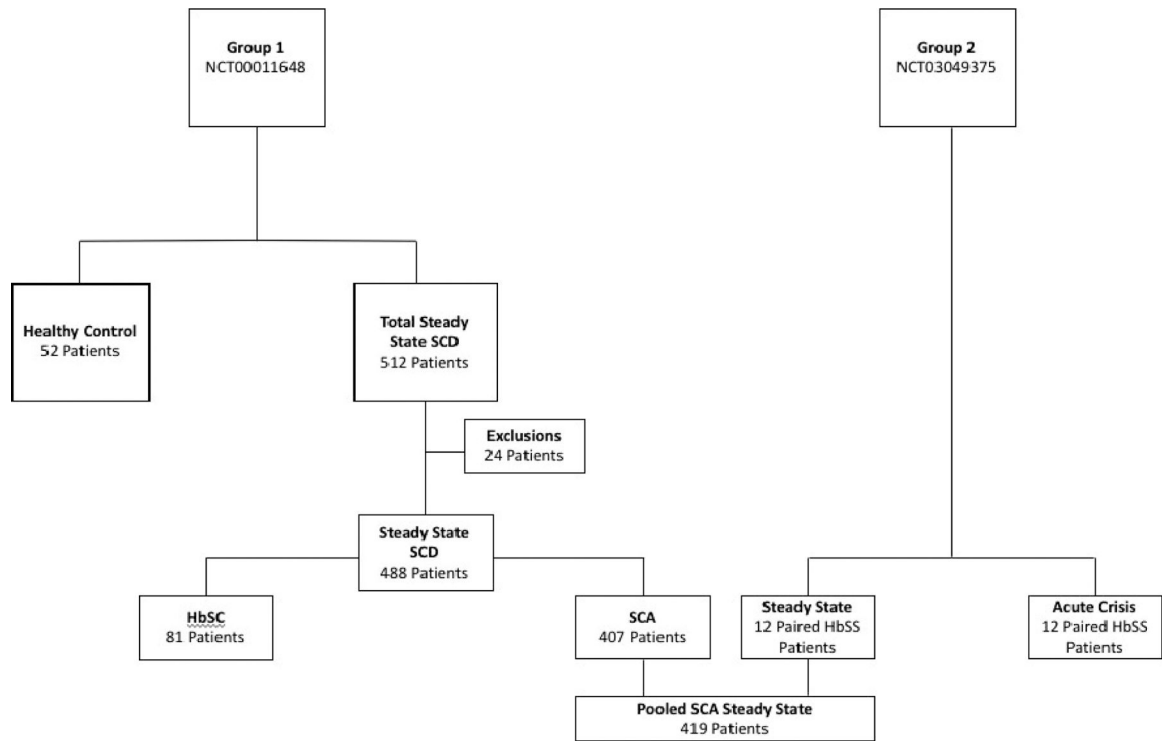 Group 1
NCT00011648
Group 2
NCT03049375
Healthy Control
52 Patients
Total Steady
State SCD
512 Patients
Exclusions
24 Patients
Steady State
SCD
488 Patients
HbSC
81 Patients
SCA
407 Patients
Steady State
12 Paired HbSS
Patients
Acute Crisis
12 Paired HbSS
Patients
Pooled SCA Steady State
419 Patients